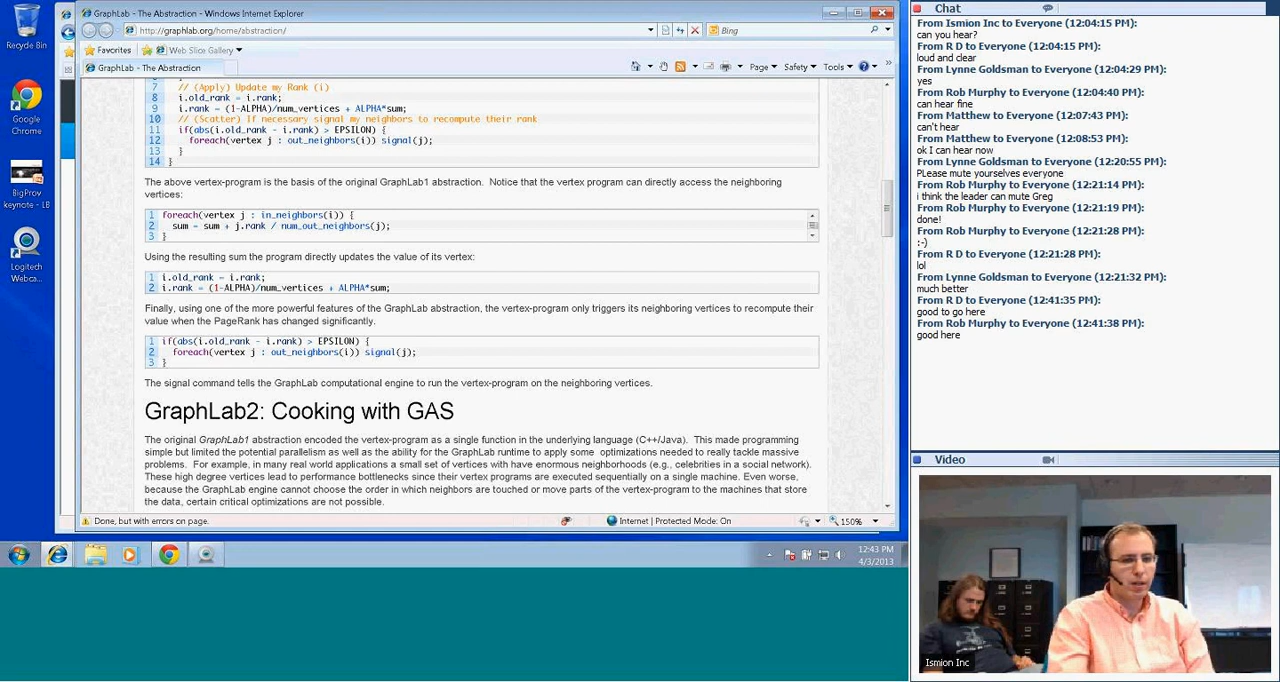 Recycle Bin
Google
Chrome
BigProv
keynote - LB
Logitech
Webca...
GraphLab - The Abstraction - Windows Internet Explorer
http://graphlab.org/home/abstraction/
Bing
Favorites
Web Slice Gallery
GraphLab - The Abstraction
Page
Safety
Tools
7 // (Apply) Update my Rank (i)
8 i.old_rank = i.rank;
9 i.rank = (1-ALPHA)/num_vertices + ALPHA*sum;
10 // (Scatter) If necessary signal my neighbors to recompute their rank
11 if(abs(i.old_rank - i.rank) > EPSILON) {
12 foreach(vertex j : out_neighbors(i)) signal(j);
13 }
14 }
The above vertex-program is the basis of the original GraphLab1 abstraction. Notice that the vertex program can directly access the neighboring
vertices:
1 foreach(vertex j : in_neighbors(i)) {
2 sum = sum + j.rank / num_out_neighbors(j);
3 }
Using the resulting sum the program directly updates the value of its vertex:
1 i.old_rank = i.rank;
2 i.rank = (1-ALPHA)/num_vertices + ALPHA*sum;
Finally, using one of the more powerful features of the GraphLab abstraction, the vertex-program only triggers its neighboring vertices to recompute their
value when the PageRank has changed significantly.
1 if(abs(i.old_rank - i.rank) > EPSILON) {
2 foreach(vertex j : out_neighbors(i)) signal(j);
3 }
The signal command tells the GraphLab computational engine to run the vertex-program on the neighboring vertices.
GraphLab2: Cooking with GAS
The original GraphLab1 abstraction encoded the vertex-program as a single function in the underlying language (C++/Java). This made programming
simple but limited the potential parallelism as well as the ability for the GraphLab runtime to apply some optimizations needed to really tackle massive
problems. For example, in many real world applications a small set of vertices with have enormous neighborhoods (e.g., celebrities in a social network).
These high degree vertices lead to performance bottlenecks since their vertex programs are executed sequentially on a single machine. Even worse,
because the GraphLab engine cannot choose the order in which neighbors are touched or move parts of the vertex-program to the machines that store
the data, certain critical optimizations are not possible.
Done, but with errors on page.
Internet | Protected Mode: On
150%
12:43 PM
4/3/2013
Chat
From Ismion Inc to Everyone (12:04:15 PM):
can you hear?
From R D to Everyone (12:04:15 PM):
loud and clear
From Lynne Goldsman to Everyone (12:04:29 PM):
yes
From Rob Murphy to Everyone (12:04:40 PM):
can hear fine
From Matthew to Everyone (12:07:43 PM):
can't hear
From Matthew to Everyone (12:08:53 PM):
ok I can hear now
From Lynne Goldsman to Everyone (12:20:55 PM):
PLease mute yourselves everyone
From Rob Murphy to Everyone (12:21:14 PM):
i think the leader can mute Greg
From Rob Murphy to Everyone (12:21:19 PM):
done!
From Rob Murphy to Everyone (12:21:28 PM):
:-)
From R D to Everyone (12:21:28 PM):
lol
From Lynne Goldsman to Everyone (12:21:32 PM):
much better
From R D to Everyone (12:41:35 PM):
good to go here
From Rob Murphy to Everyone (12:41:38 PM):
good here
Video
Ismion Inc